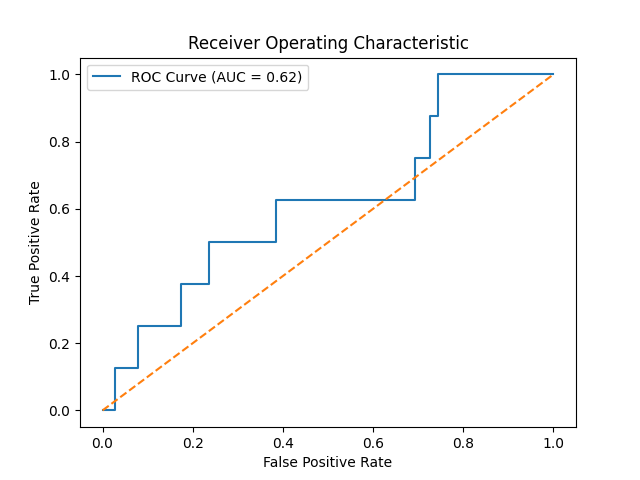 Receiver Operating Characteristic
ROC Curve (AUC = 0.62)
1.0
0.8
0.6
0.4
0.2
0.0
True Positive Rate
0.0 0.2 0.4 0.6 0.8 1.0
False Positive Rate